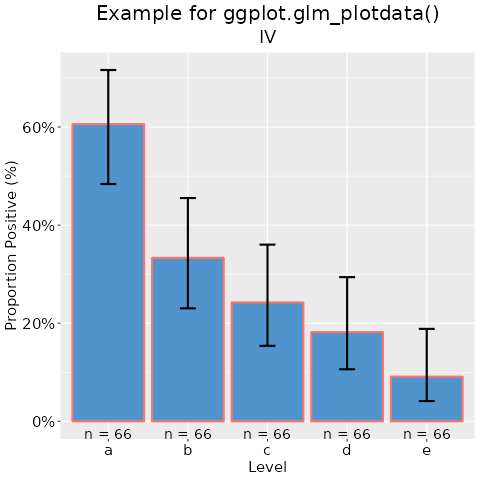 Example for ggplot.glm_plotdata()
IV
Proportion Positive (%)
60%
40%
20%
0%
n = 66 n = 66 n = 66 n = 66 n = 66
a b c d e
Level